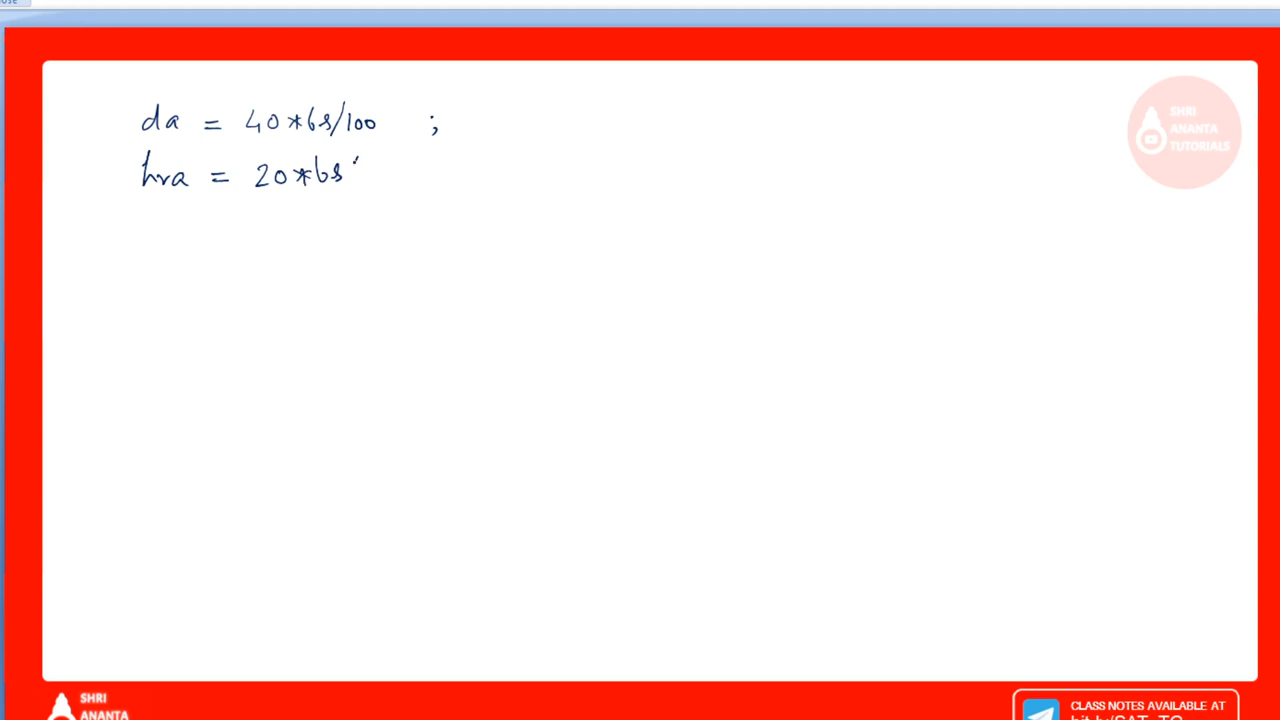 da = 40*bs/100 ;
hra = 20*bs
SHRI
ANANTA
TUTORIALS
SHRI
ANANTA
CLASS NOTES AVAILABLE AT